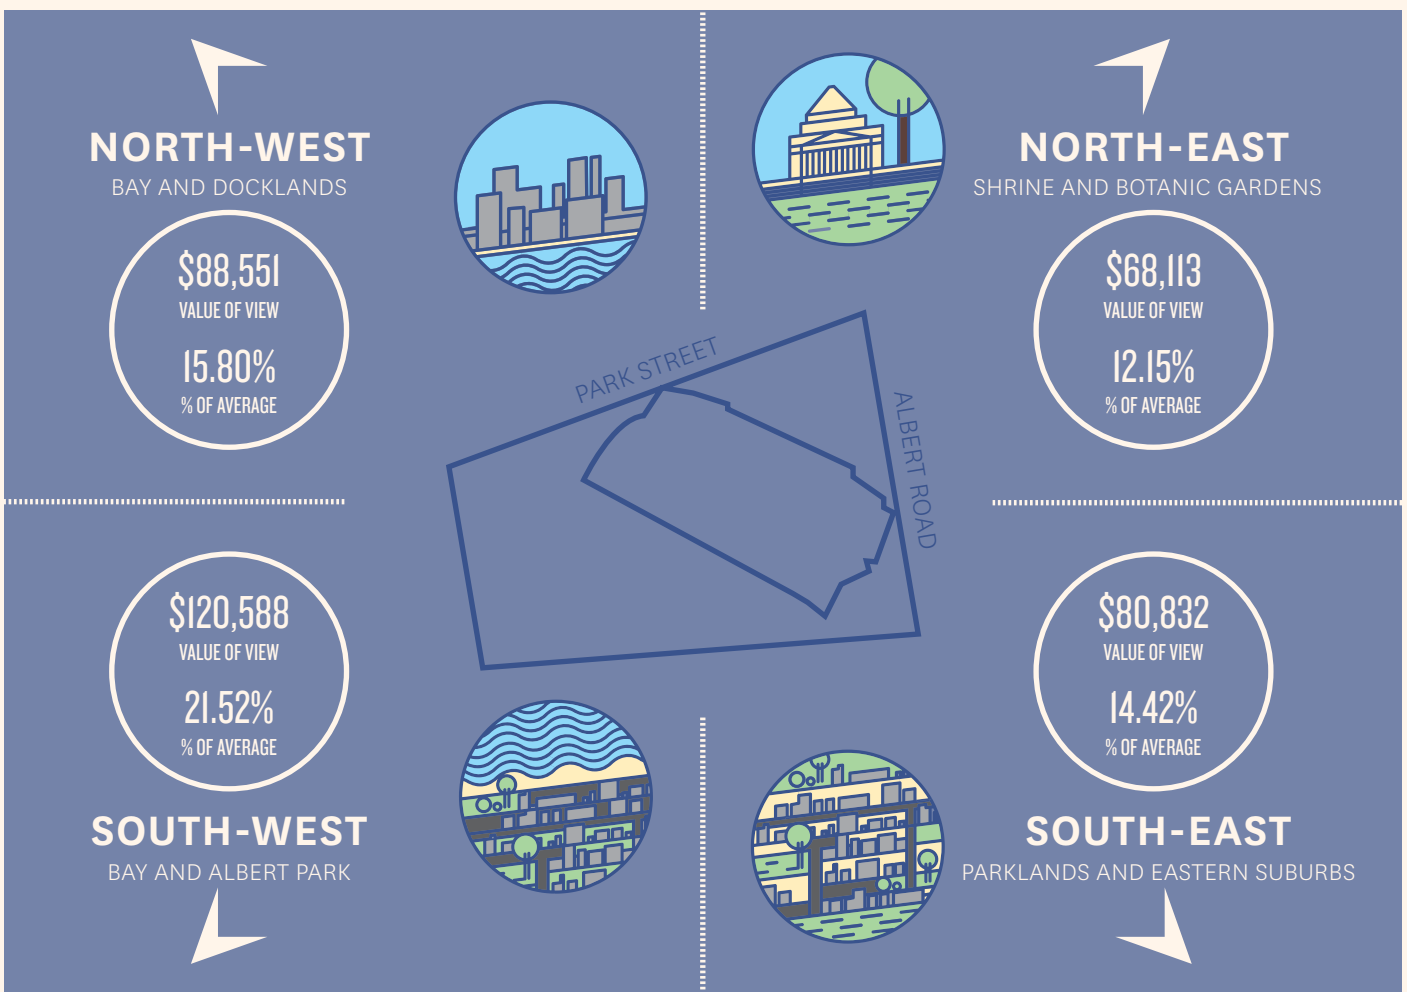 NORTH-WEST
BAY AND DOCKLANDS
$88,551
VALUE OF VIEW
15.80%
% OF AVERAGE
NORTH-EAST
SHRINE AND BOTANIC GARDENS
$68,113
VALUE OF VIEW
12.15%
% OF AVERAGE
PARK STREET
ALBERT ROAD
$120,588
VALUE OF VIEW
21.52%
% OF AVERAGE
SOUTH-WEST
BAY AND ALBERT PARK
$80,832
VALUE OF VIEW
14.42%
% OF AVERAGE
SOUTH-EAST
PARKLANDS AND EASTERN SUBURBS